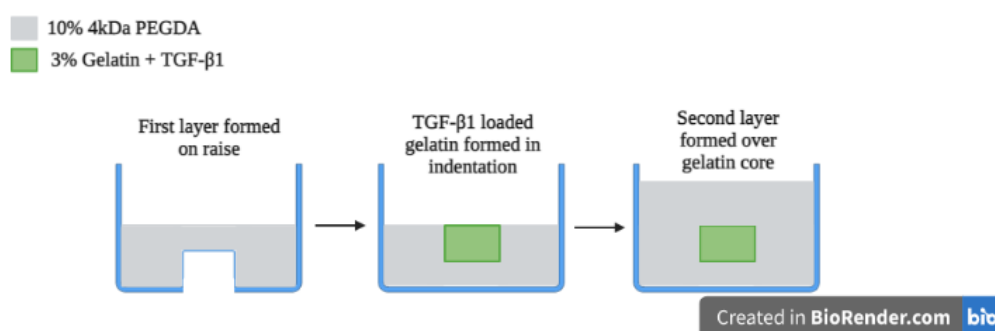 10% 4kDa PEGDA
3% Gelatin + TGF-β1
First layer formed
on raise
TGF-β1 loaded
gelatin formed in
indentation
Second layer
formed over
gelatin core
Created in BioRender.com bio